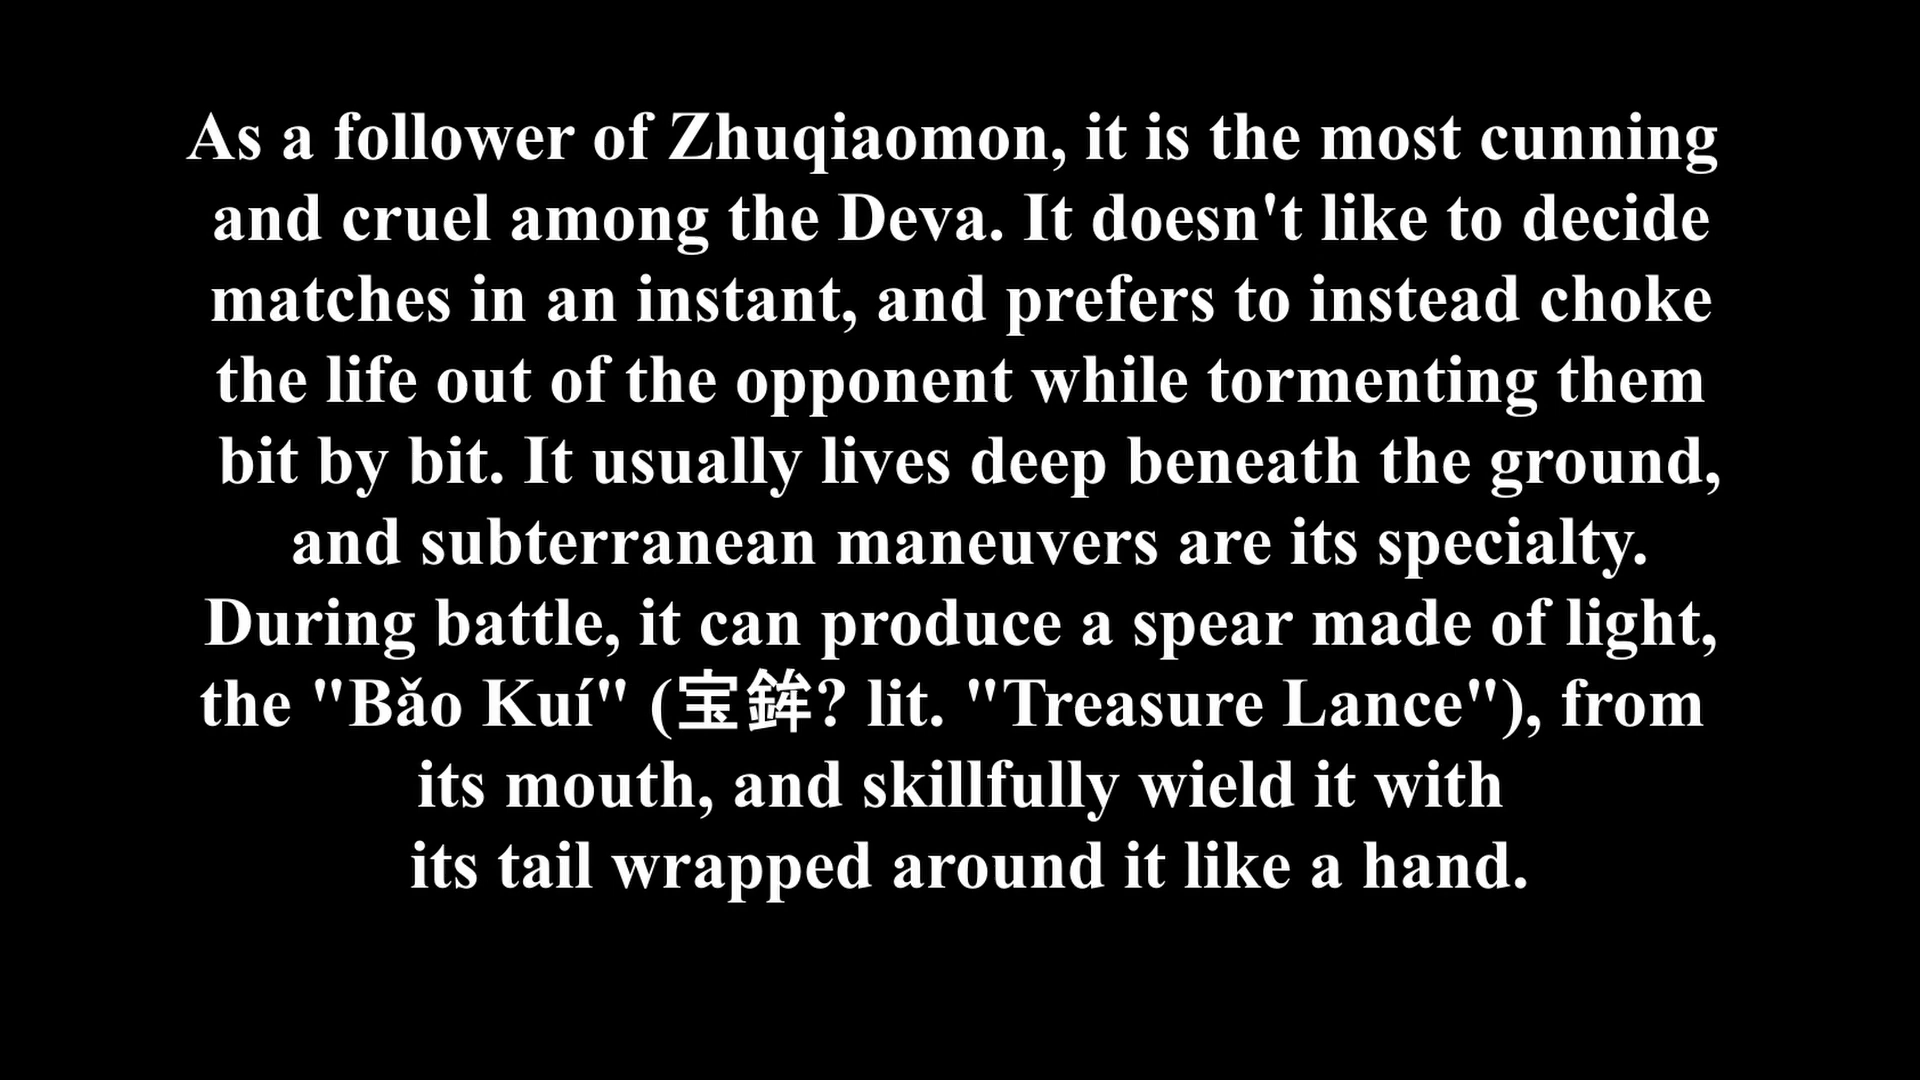 As a follower of Zhuqiaomon, it is the most cunning
and cruel among the Deva. It doesn't like to decide
matches in an instant, and prefers to instead choke
the life out of the opponent while tormenting them
bit by bit. It usually lives deep beneath the ground,
and subterranean maneuvers are its specialty.
During battle, it can produce a spear made of light,
the "Bǎo Kuí" (宝鉾? lit. "Treasure Lance"), from
its mouth, and skillfully wield it with
its tail wrapped around it like a hand.